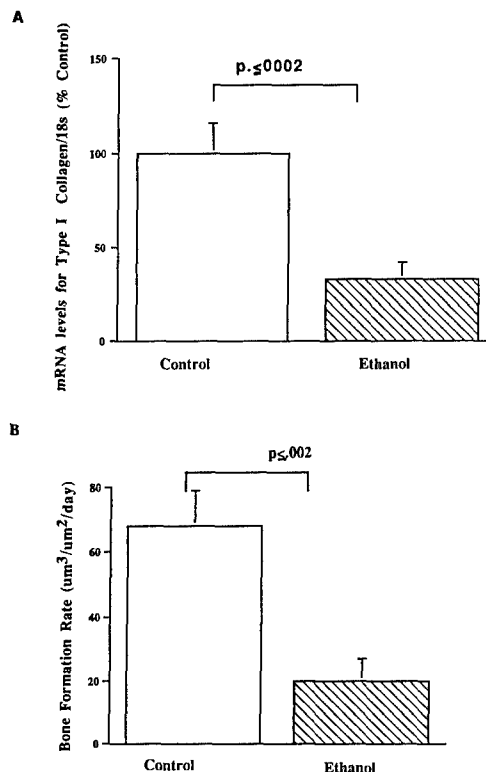 A
p.≤0002
mRNA levels for Type I Collagen/18s (% Control)
150
100
50
0
Control Ethanol
B
p≤.002
Bone Formation Rate (um³/um²/day)
80
60
40
20
0
Control Ethanol